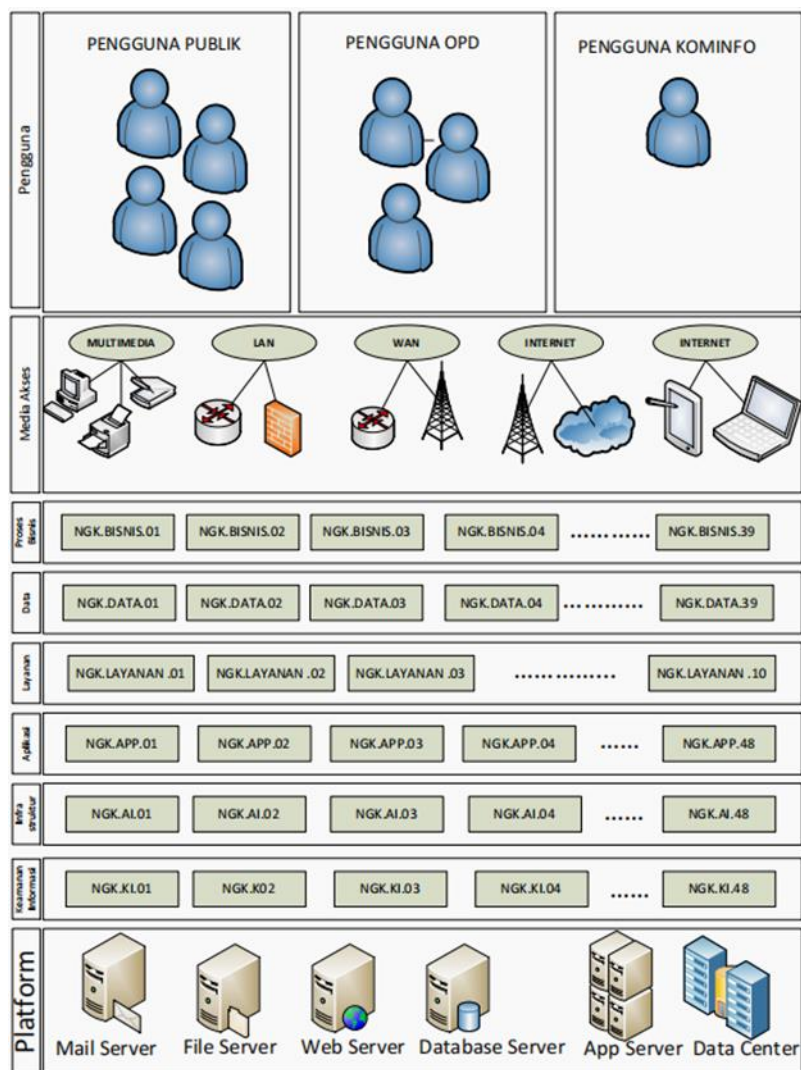 PENGGUNA PUBLIK
PENGGUNA OPD
PENGGUNA KOMINFO
Pengguna
MULTIMEDIA
LAN
WAN
INTERNET
INTERNET
Media Akses
Proses
Bisnis
NGK.BISNIS.01
NGK.BISNIS.02
NGK.BISNIS.03
NGK.BISNIS.04
…………
NGK.BISNIS.39
Data
NGK.DATA.01
NGK.DATA.02
NGK.DATA.03
NGK.DATA.04
…………
NGK.DATA.39
Layanan
NGK.LAYANAN .01
NGK.LAYANAN .02
NGK.LAYANAN .03
……………
NGK.LAYANAN .10
Aplikasi
NGK.APP.01
NGK.APP.02
NGK.APP.03
NGK.APP.04
……
NGK.APP.48
Infra
struktur
NGK.AI.01
NGK.AI.02
NGK.AI.03
NGK.AI.04
……
NGK.AI.48
Keamanan
Informasi
NGK.KI.01
NGK.K02
NGK.KI.03
NGK.KI.04
……
NGK.KI.48
Platform
Mail Server
File Server
Web Server
Database Server
App Server
Data Center